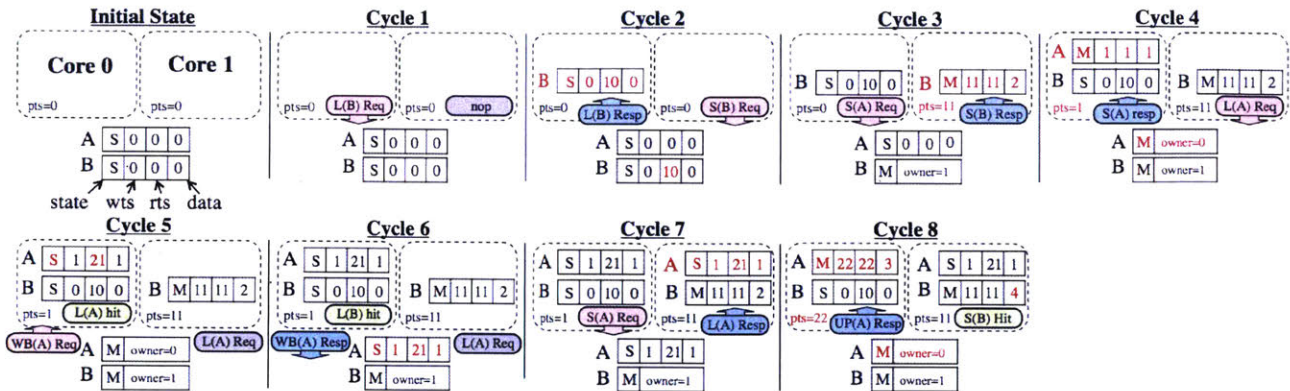 Initial State
Core 0
Core 1
pts=0
pts=0
A S 0 0 0
B S 0 0 0
state wts rts data
Cycle 1
pts=0
L(B) Req
pts=0
nop
A S 0 0 0
B S 0 0 0
Cycle 2
B S 0 10 0
pts=0
L(B) Resp
pts=0
S(B) Req
A S 0 0 0
B S 0 10 0
Cycle 3
B S 0 10 0
B M 11 11 2
pts=0
S(A) Req
pts=11
S(B) Resp
A S 0 0 0
B M owner=1
Cycle 4
A M 1 1 1
B S 0 10 0
B M 11 11 2
pts=1
S(A) resp
pts=11
L(A) Req
A M owner=0
B M owner=1
Cycle 5
A S 1 21 1
B S 0 10 0
B M 11 11 2
pts=1
L(A) hit
pts=11
WB(A) Req
L(A) Req
A M owner=0
B M owner=1
Cycle 6
A S 1 21 1
B S 0 10 0
B M 11 11 2
pts=1
L(B) hit
pts=11
WB(A) Resp
L(A) Req
A S 1 21 1
B M owner=1
Cycle 7
A S 1 21 1
A S 1 21 1
B S 0 10 0
B M 11 11 2
pts=1
S(A) Req
pts=11
L(A) Resp
A S 1 21 1
B M owner=1
Cycle 8
A M 22 22 3
A S 1 21 1
B S 0 10 0
B M 11 11 4
pts=22
UP(A) Resp
pts=11
S(B) Hit
A M owner=0
B M owner=1